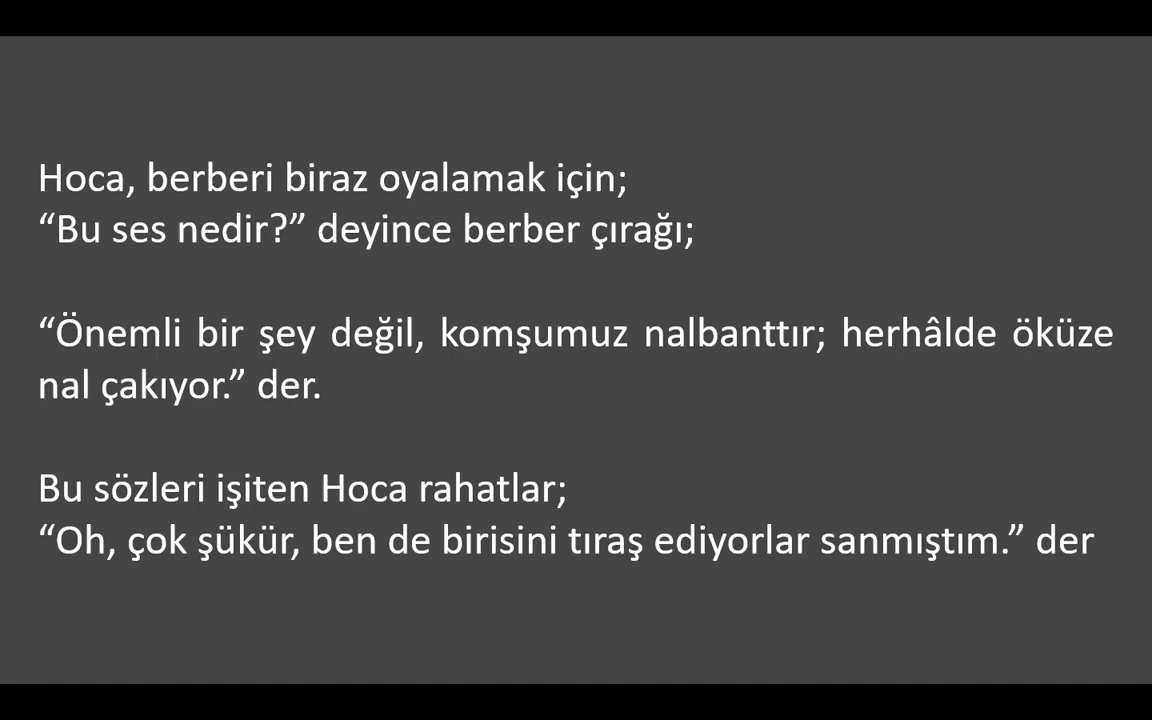 Hoca, berberi biraz oyalamak için;
“Bu ses nedir?” deyince berber çırağı;
“Önemli bir şey değil, komşumuz nalbanttır; herhâlde öküze
nal çakıyor.” der.
Bu sözleri işiten Hoca rahatlar;
“Oh, çok şükür, ben de birisini tıraş ediyorlar sanmıştım.” der